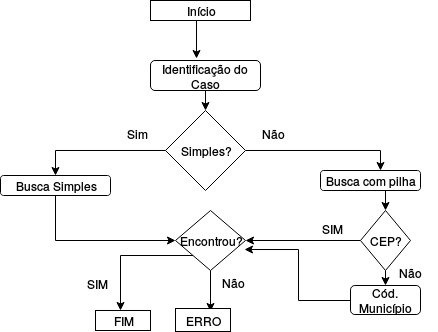 Início
Identificação do
Caso
Sim
Simples?
Não
Busca Simples
Busca com pilha
Encontrou?
SIM
CEP?
Não
SIM
Não
Cód.
Município
FIM
ERRO